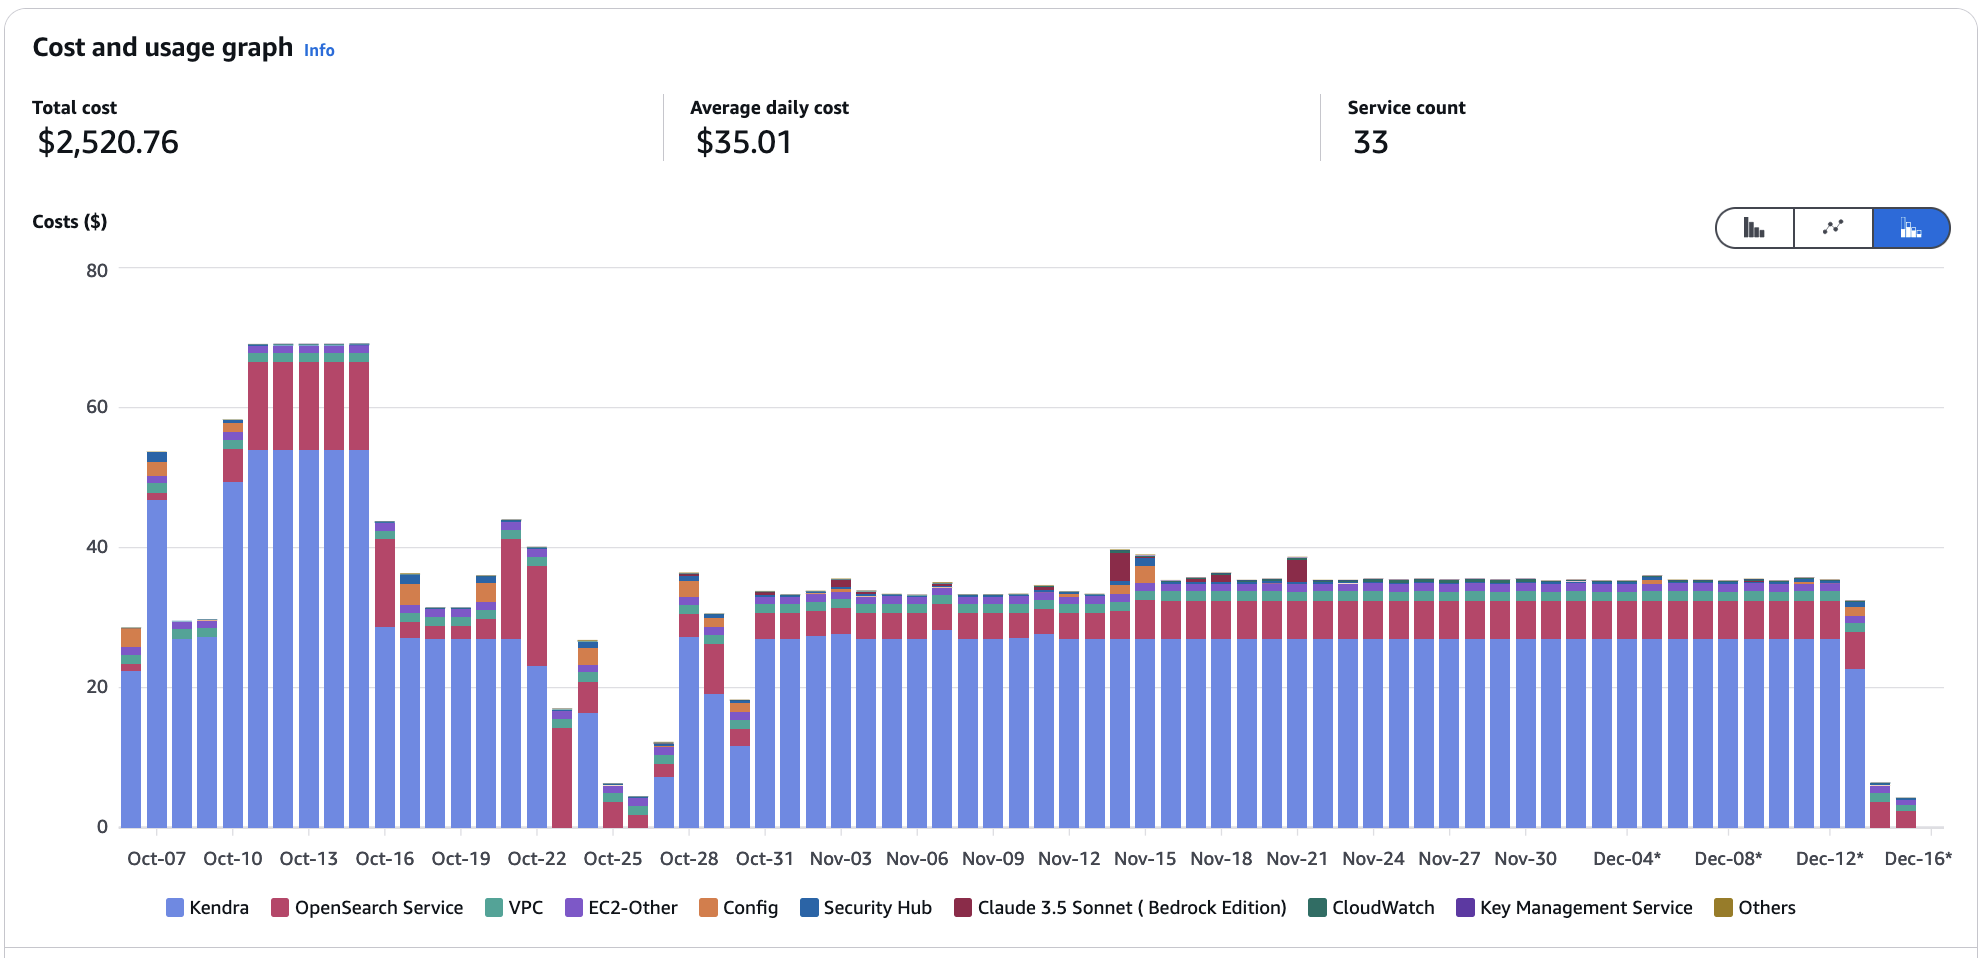 Cost and usage graph Info
Total cost
$2,520.76
Average daily cost
$35.01
Service count
33
Costs ($)
80
60
40
20
0
Oct-07 Oct-10 Oct-13 Oct-16 Oct-19 Oct-22 Oct-25 Oct-28 Oct-31 Nov-03 Nov-06 Nov-09 Nov-12 Nov-15 Nov-18 Nov-21 Nov-24 Nov-27 Nov-30 Dec-04* Dec-08* Dec-12* Dec-16*
Kendra OpenSearch Service VPC EC2-Other Config Security Hub Claude 3.5 Sonnet ( Bedrock Edition) CloudWatch Key Management Service Others